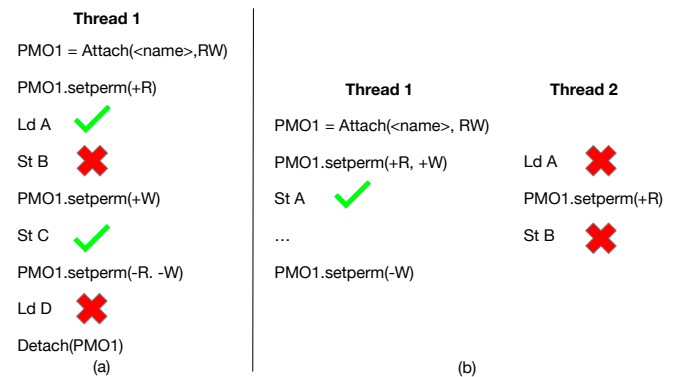 Thread 1
PMO1 = Attach(<name>,RW)
PMO1.setperm(+R)
Ld A
St B
PMO1.setperm(+W)
St C
PMO1.setperm(-R. -W)
Ld D
Detach(PMO1)
(a)
Thread 1 Thread 2
PMO1 = Attach(<name>, RW)
PMO1.setperm(+R, +W) Ld A
St A PMO1.setperm(+R)
... St B
PMO1.setperm(-W)
(b)